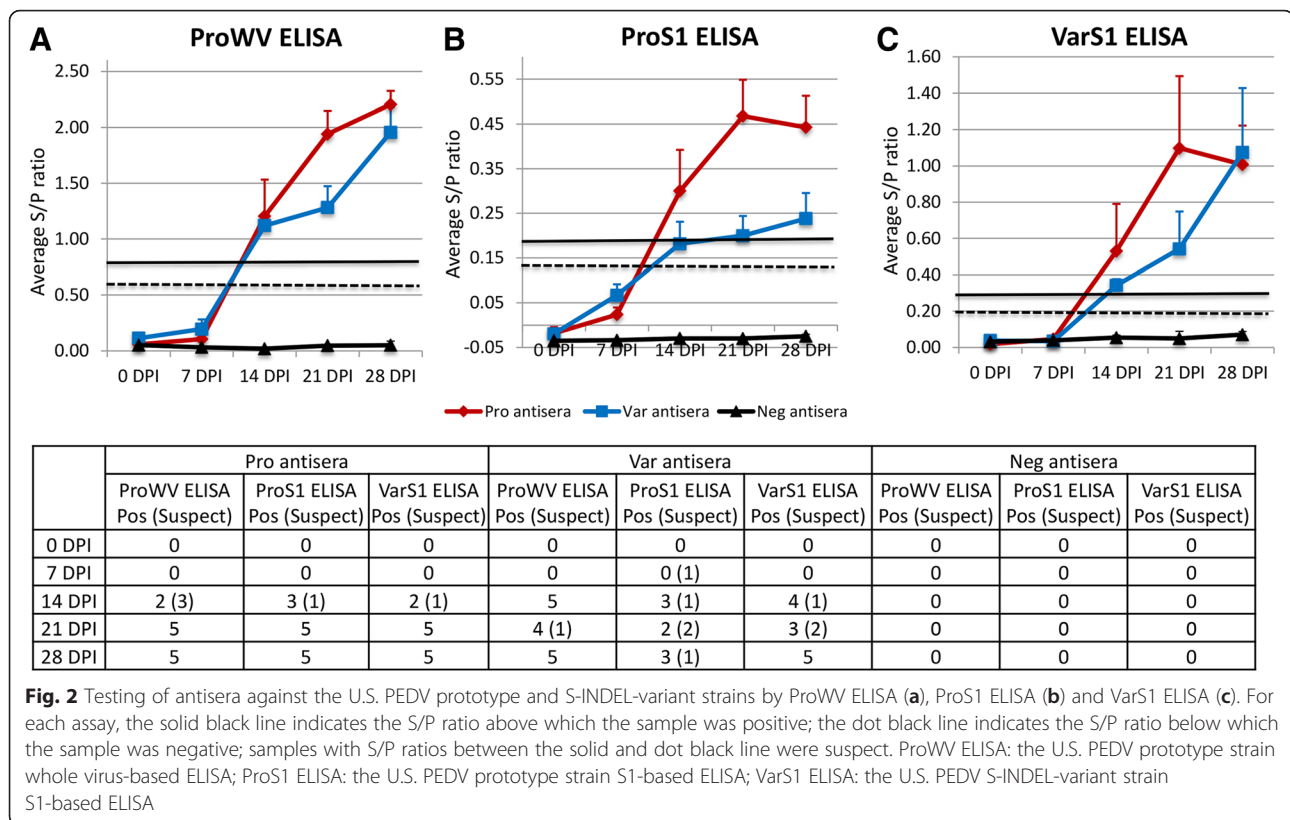 A
ProWV ELISA
B
ProS1 ELISA
C
VarS1 ELISA
Average S/P ratio
2.50
2.00
1.50
1.00
0.50
0.00
0 DPI 7 DPI 14 DPI 21 DPI 28 DPI
Average S/P ratio
0.55
0.45
0.35
0.25
0.15
0.05
-0.05
0 DPI 7 DPI 14 DPI 21 DPI 28 DPI
Average S/P ratio
1.60
1.40
1.20
1.00
0.80
0.60
0.40
0.20
0.00
0 DPI 7 DPI 14 DPI 21 DPI 28 DPI
Pro antisera Var antisera Neg antisera
Pro antisera Var antisera Neg antisera
ProWV ELISA ProS1 ELISA VarS1 ELISA ProWV ELISA ProS1 ELISA VarS1 ELISA ProWV ELISA ProS1 ELISA VarS1 ELISA
Pos (Suspect) Pos (Suspect) Pos (Suspect) Pos (Suspect) Pos (Suspect) Pos (Suspect) Pos (Suspect) Pos (Suspect) Pos (Suspect)
0 DPI 0 0 0 0 0 0 0 0 0
7 DPI 0 0 0 0 0 (1) 0 0 0 0
14 DPI 2 (3) 3 (1) 2 (1) 5 3 (1) 4 (1) 0 0 0
21 DPI 5 5 5 4 (1) 2 (2) 3 (2) 0 0 0
28 DPI 5 5 5 5 3 (1) 5 0 0 0
Fig. 2 Testing of antisera against the U.S. PEDV prototype and S-INDEL-variant strains by ProWV ELISA (a), ProS1 ELISA (b) and VarS1 ELISA (c). For
each assay, the solid black line indicates the S/P ratio above which the sample was positive; the dot black line indicates the S/P ratio below which
the sample was negative; samples with S/P ratios between the solid and dot black line were suspect. ProWV ELISA: the U.S. PEDV prototype strain
whole virus-based ELISA; ProS1 ELISA: the U.S. PEDV prototype strain S1-based ELISA; VarS1 ELISA: the U.S. PEDV S-INDEL-variant strain
S1-based ELISA